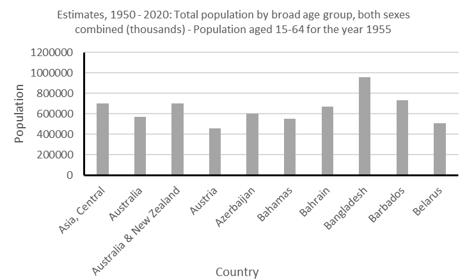 Estimates, 1950 - 2020: Total population by broad age group, both sexes
combined (thousands) - Population aged 15-64 for the year 1955
Population
1200000
1000000
800000
600000
400000
200000
0
Asia, Central
Australia
Australia & New Zealand
Austria
Azerbaijan
Bahamas
Bahrain
Bangladesh
Barbados
Belarus
Country